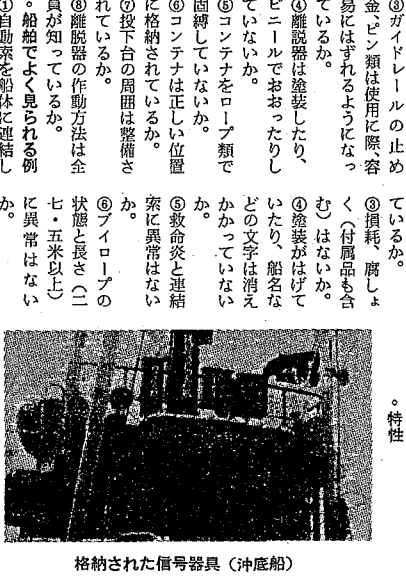 ③ガイドレールの止め
金、ピン類は使用に際、容
易にはずれるようになっ
ているか。
④離脱器は塗装したり、
ビニールでおおったりし
ていないか。
⑤コンテナをロープ類で
固縛していないか。
⑥コンテナは正しい位置
に格納されているか。
⑦投下台の周囲は整備さ
れているか。
⑧離脱器の作動方法は全
員が知っているか。
。船舶でよく見られる例
①自動索を船体に連結し
ているか。
③損耗、腐しょ
く（付属品も含
む）はないか。
④塗装がはげて
いたり、船名な
どの文字は消え
かかっていない
か。
⑤救命炎と連結
索に異常はない
か。
⑥ブイロープの
状態と長さ（二
七・五米以上）
に異常はない
か。
。特性
格納された信号器具（沖底船）